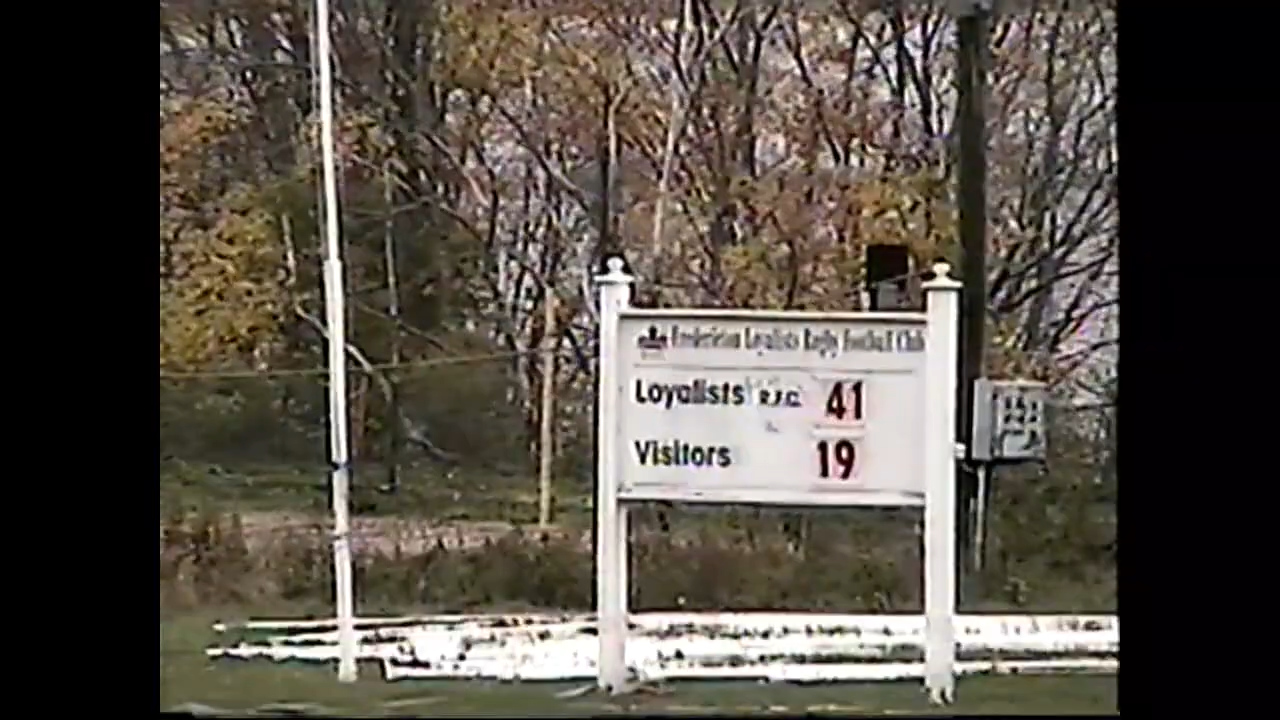 Fredericton Loyalists Rugby Football Club
Loyalists R.F.C. 41
Visitors 19